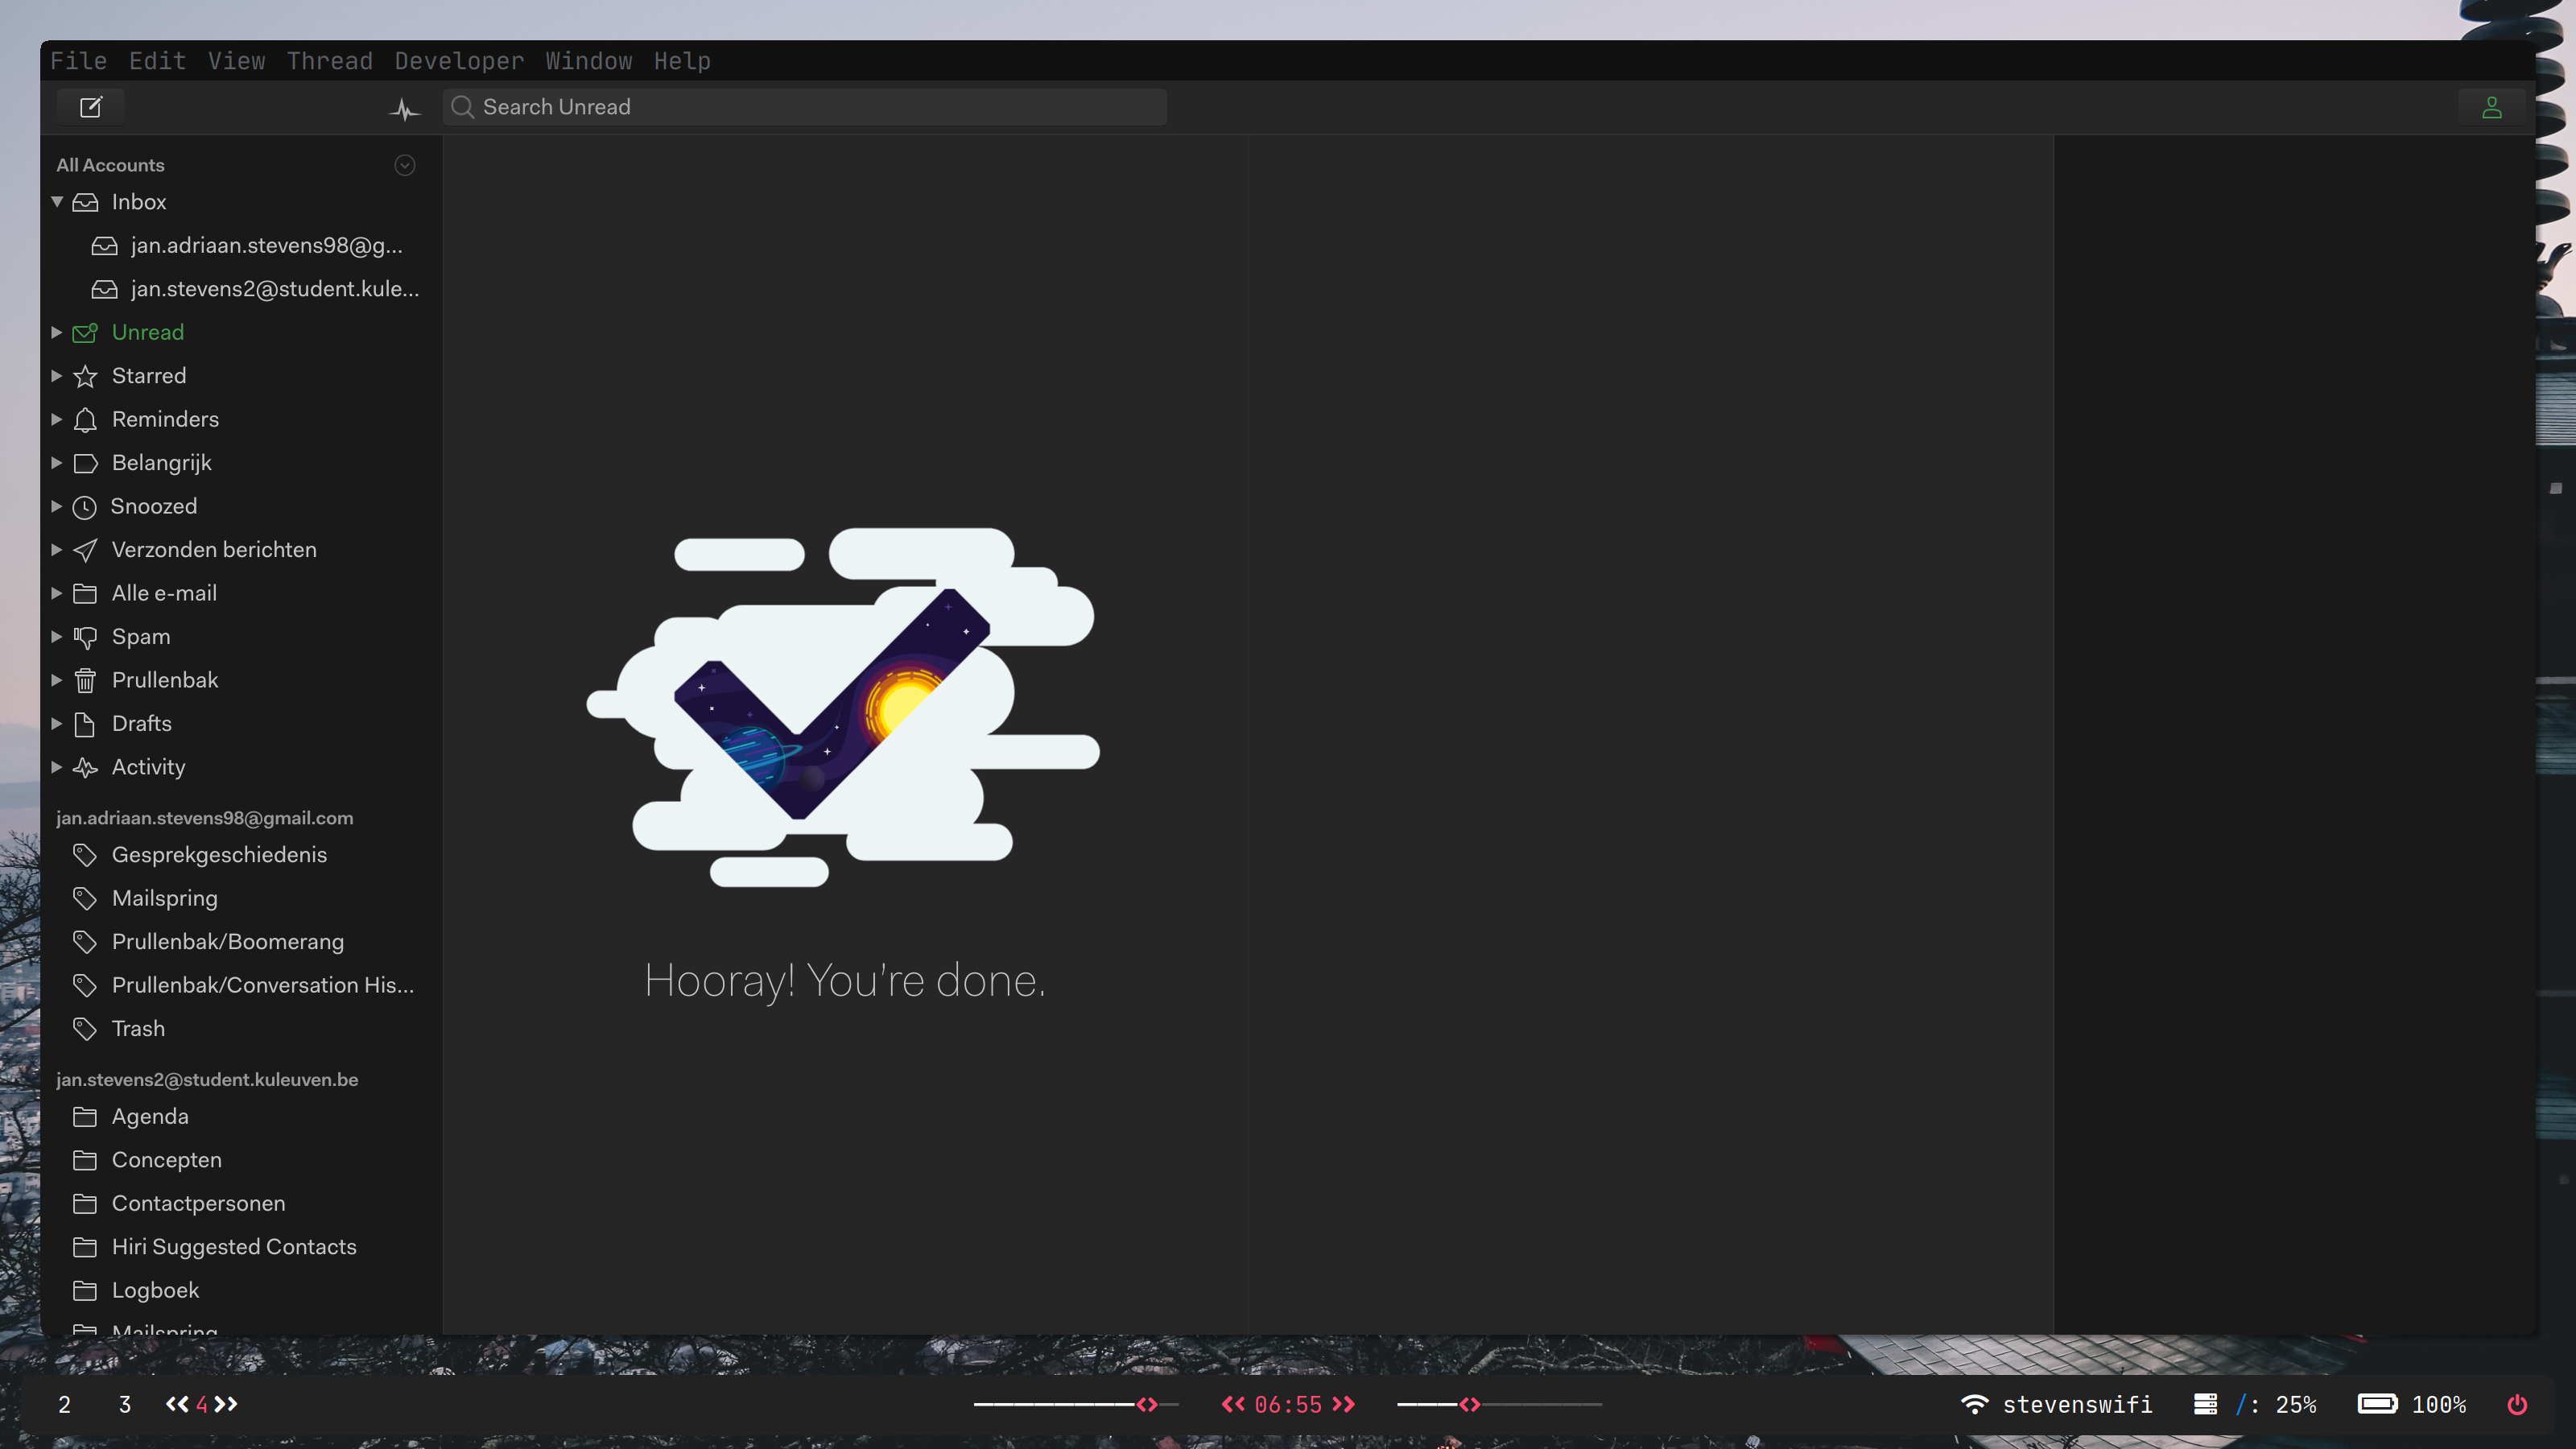 File Edit View Thread Developer Window Help
Search Unread
All Accounts
Inbox
jan.adriaan.stevens98@g...
jan.stevens2@student.kule...
Unread
Starred
Reminders
Belangrijk
Snoozed
Verzonden berichten
Alle e-mail
Spam
Prullenbak
Drafts
Activity
jan.adriaan.stevens98@gmail.com
Gesprekgeschiedenis
Mailspring
Prullenbak/Boomerang
Prullenbak/Conversation His...
Trash
jan.stevens2@student.kuleuven.be
Agenda
Concepten
Contactpersonen
Hiri Suggested Contacts
Logboek
Mailspring
Hooray! You're done.
2 3 4 06:55 stevenswifi /: 25% 100%